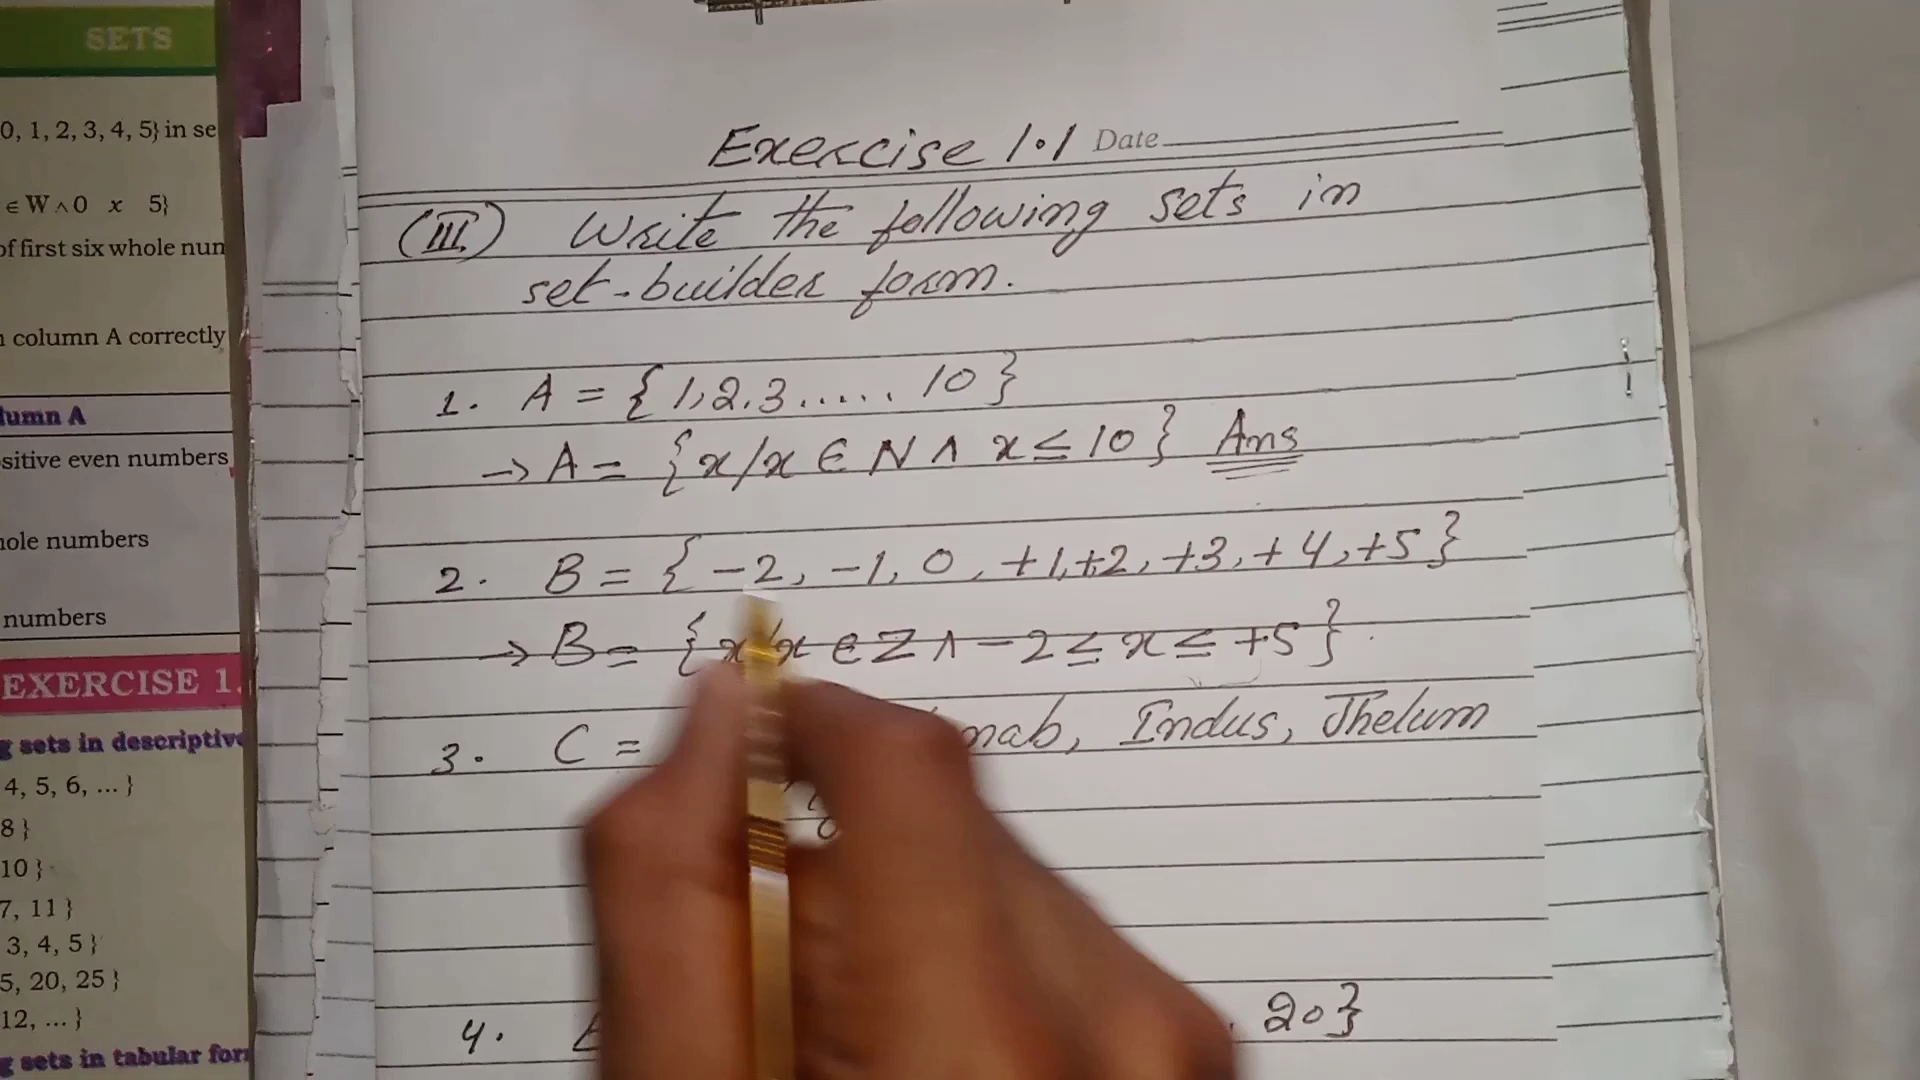 SETS
0, 1, 2, 3, 4, 5} in se
∈ W ∧ 0 x 5}
of first six whole num
column A correctly
lumn A
sitive even numbers
hole numbers
numbers
EXERCISE 1.
g sets in descriptive
4, 5, 6, ... }
8 }
10 }
7, 11 }
3, 4, 5 }
5, 20, 25 }
12, ... }
g sets in tabular for
Exercise 1.1 Date
(III) Write the following sets in
set-builder form.
1. A = { 1, 2, 3 ..... 10 }
→ A = { x/x ∈ N ∧ x ≤ 10 } Ans
2. B = { -2, -1, 0, +1, +2, +3, +4, +5 }
→ B = { x/x ∈ Z ∧ -2 ≤ x ≤ +5 }
3. C = nab, Indus, Jhelum
4. 20}